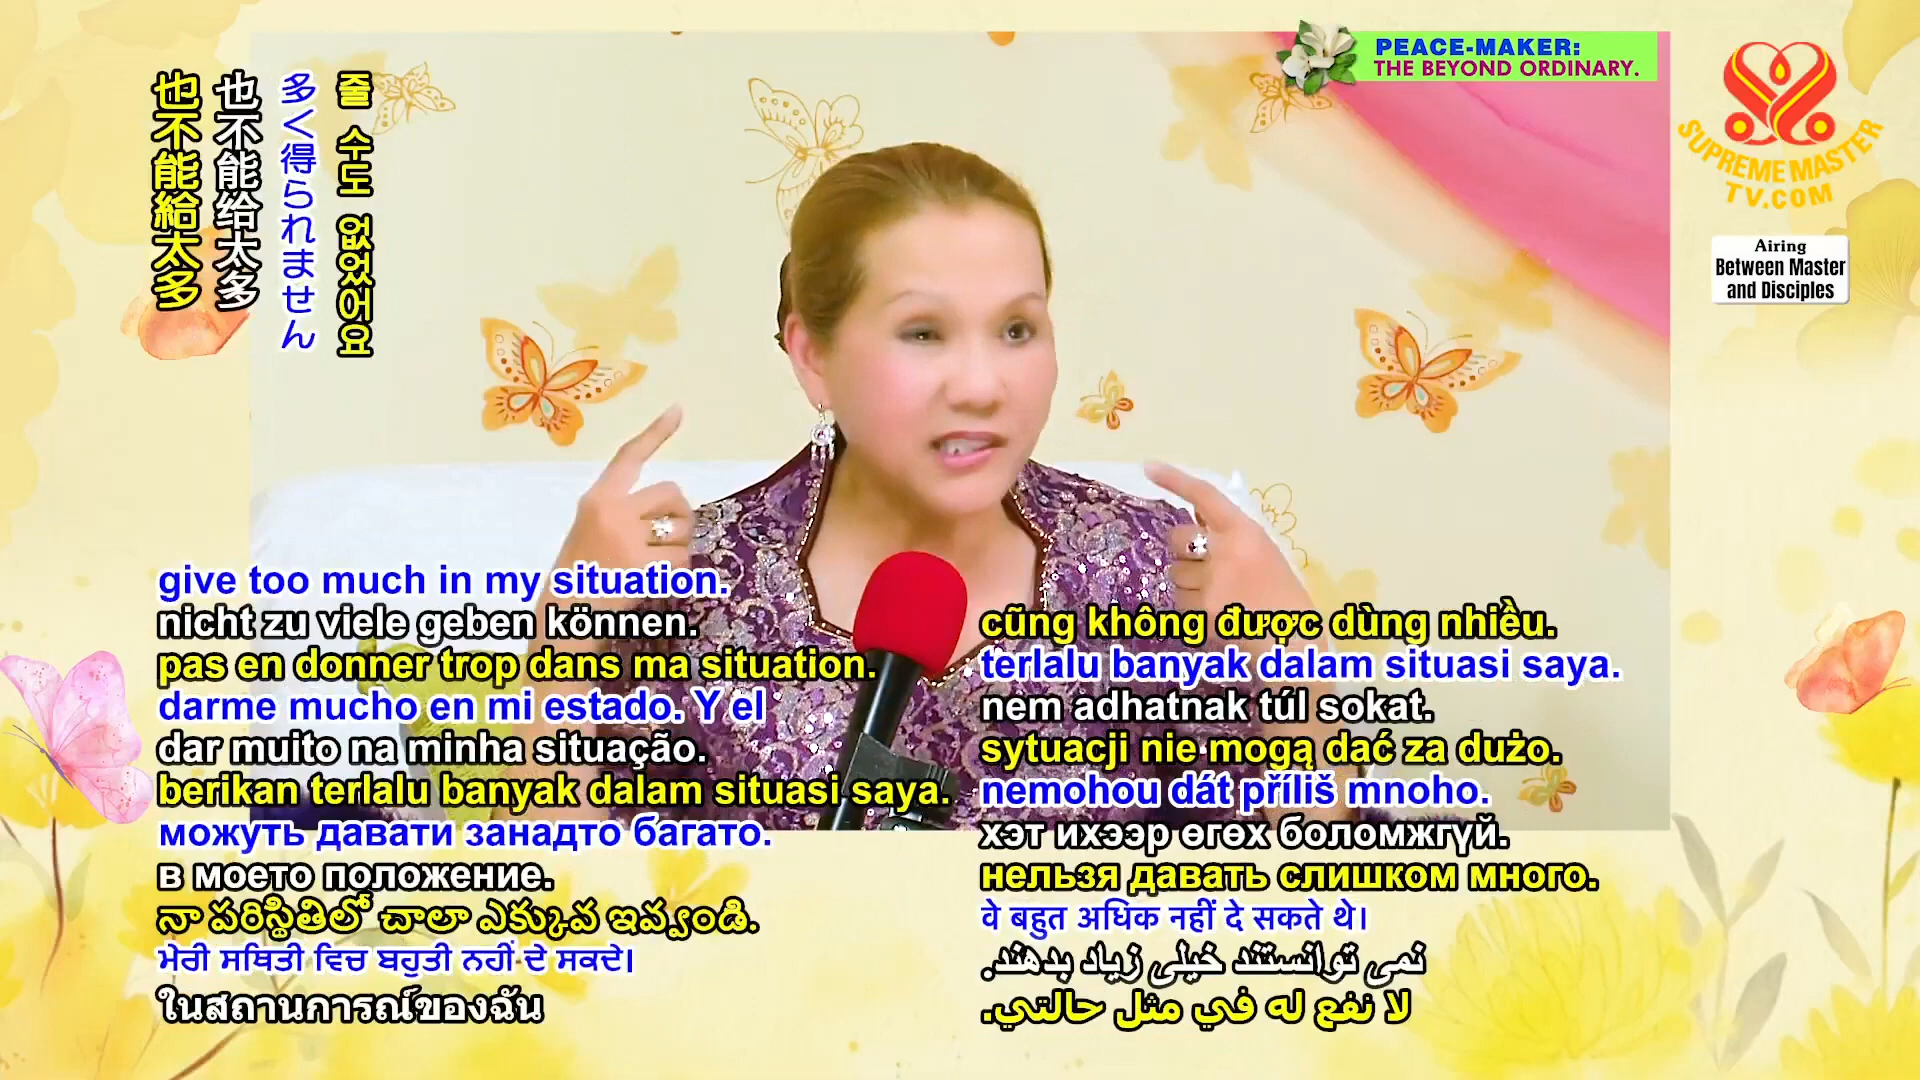 PEACE-MAKER:
THE BEYOND ORDINARY.
SUPREME MASTER
TV.COM
Airing
Between Master
and Disciples
也不能給太多
也不能给太多
多く得られません
줄 수도 없었어요
give too much in my situation.
nicht zu viele geben können.
pas en donner trop dans ma situation.
darme mucho en mi estado. Y el
dar muito na minha situação.
berikan terlalu banyak dalam situasi saya.
можуть давати занадто багато.
в моето положение.
నా పరిస్థితిలో చాలా ఎక్కువ ఇవ్వండి.
ਮੇਰੀ ਸਥਿਤੀ ਵਿਚ ਬਹੁਤੀ ਨਹੀਂ ਦੇ ਸਕਦੇ।
ในสถานการณ์ของฉัน
cũng không được dùng nhiều.
terlalu banyak dalam situasi saya.
nem adhatnak túl sokat.
sytuacji nie mogą dać za dużo.
nemohou dát příliš mnoho.
хэт ихээр өгөх боломжгүй.
нельзя давать слишком много.
वे बहुत अधिक नहीं दे सकते थे।
نمی توانستند خیلی زیاد بدهند.
لا نفع له في مثل حالتي.